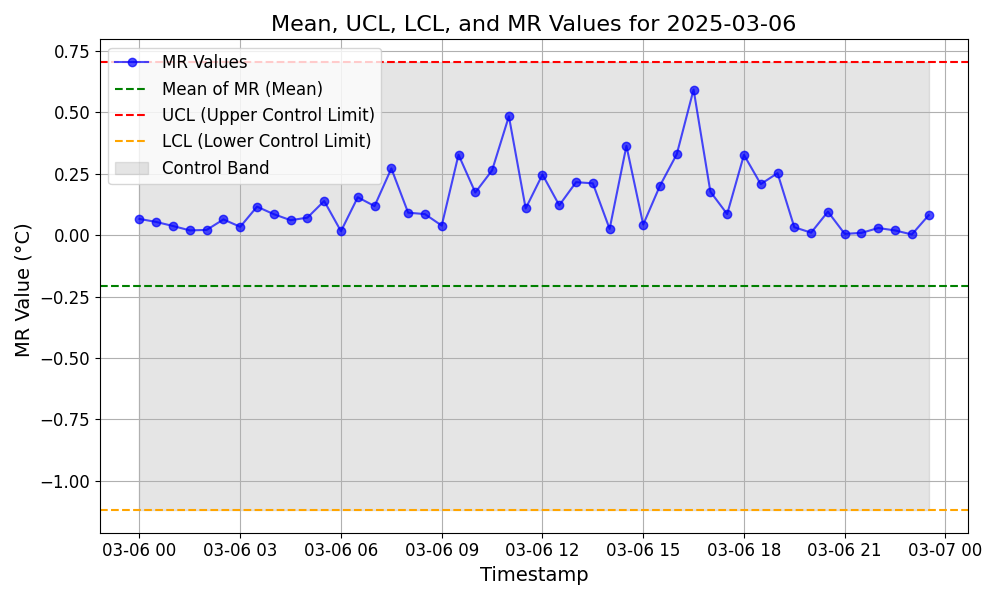 Mean, UCL, LCL, and MR Values for 2025-03-06
MR Values
Mean of MR (Mean)
UCL (Upper Control Limit)
LCL (Lower Control Limit)
Control Band
MR Value (°C)
0.75
0.50
0.25
0.00
−0.25
−0.50
−0.75
−1.00
03-06 00 03-06 03 03-06 06 03-06 09 03-06 12 03-06 15 03-06 18 03-06 21 03-07 00
Timestamp